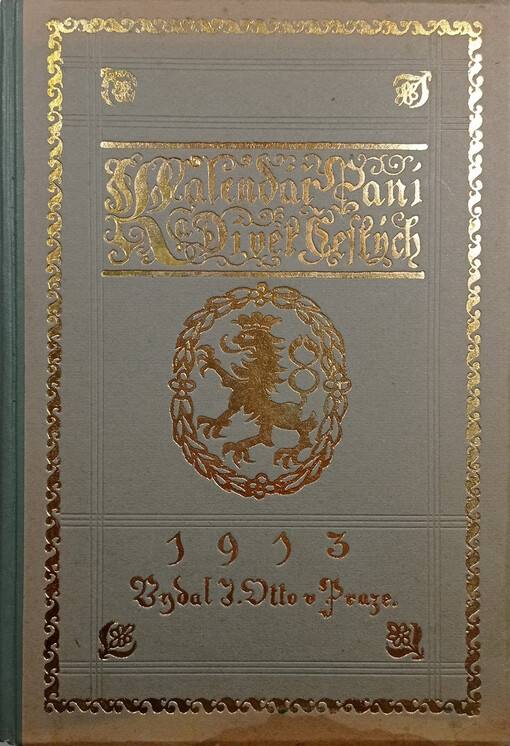 Kalendář Paní
a Dívek Českých
1913
Vydal J. Otto v Praze.